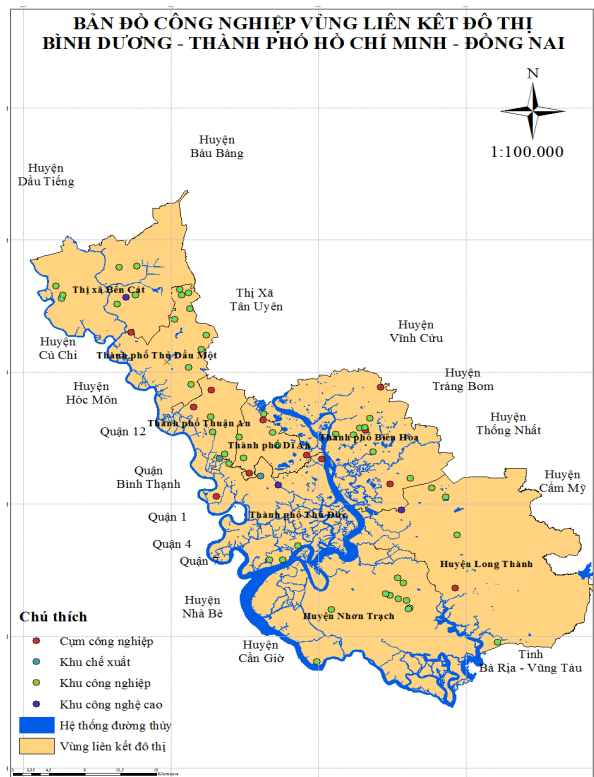 BẢN ĐỒ CÔNG NGHIỆP VÙNG LIÊN KẾT ĐÔ THỊ
BÌNH DƯƠNG - THÀNH PHỐ HỒ CHÍ MINH - ĐỒNG NAI
N
1:100.000
Huyện
Bàu Bàng
Huyện
Dầu Tiếng
Thị xã Bến Cát
Thị Xã
Tân Uyên
Huyện
Củ Chi
Huyện
Vĩnh Cửu
Thành phố Thủ Dầu Một
Huyện
Hóc Môn
Huyện
Trảng Bom
Huyện
Thống Nhất
Thành phố Thuận An
Quận 12
Thành phố Dĩ An
Thành phố Biên Hòa
Quận
Bình Thạnh
Huyện
Cẩm Mỹ
Quận 1
Thành phố Thủ Đức
Quận 4
Quận 7
Huyện Long Thành
Huyện
Nhà Bè
Huyện Nhơn Trạch
Huyện
Cần Giờ
Tỉnh
Bà Rịa - Vũng Tàu
Chú thích
Cụm công nghiệp
Khu chế xuất
Khu công nghiệp
Khu công nghệ cao
Hệ thống đường thủy
Vùng liên kết đô thị